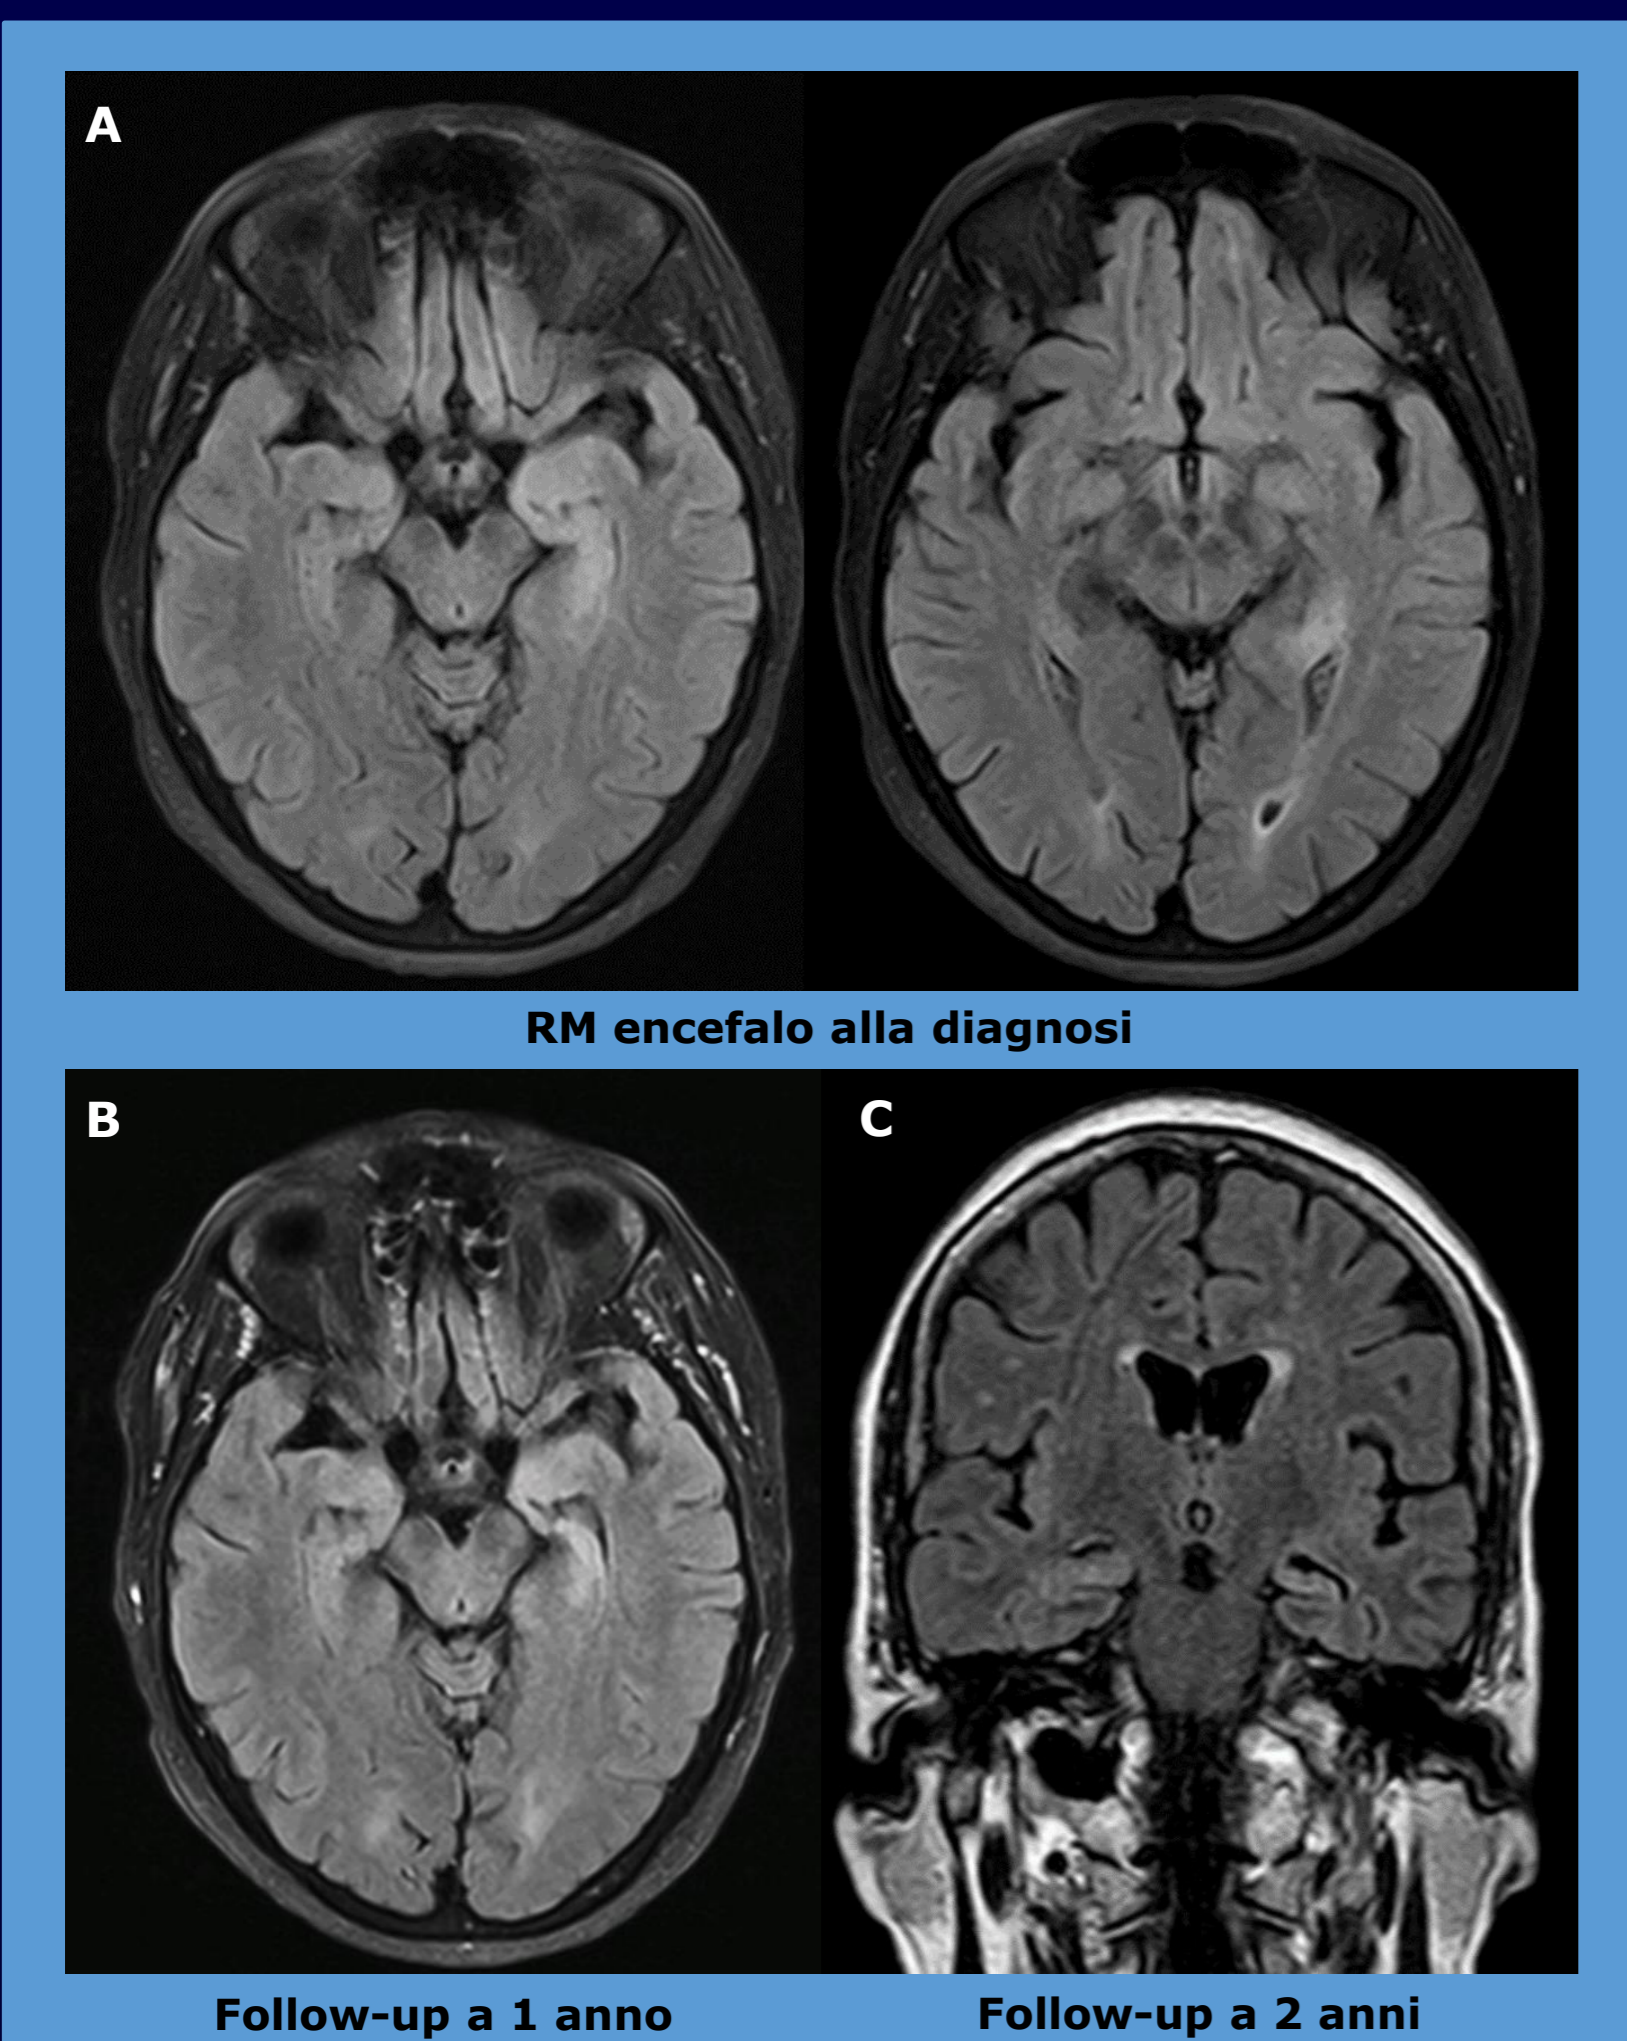 A
RM encefalo alla diagnosi
B
C
Follow-up a 1 anno
Follow-up a 2 anni